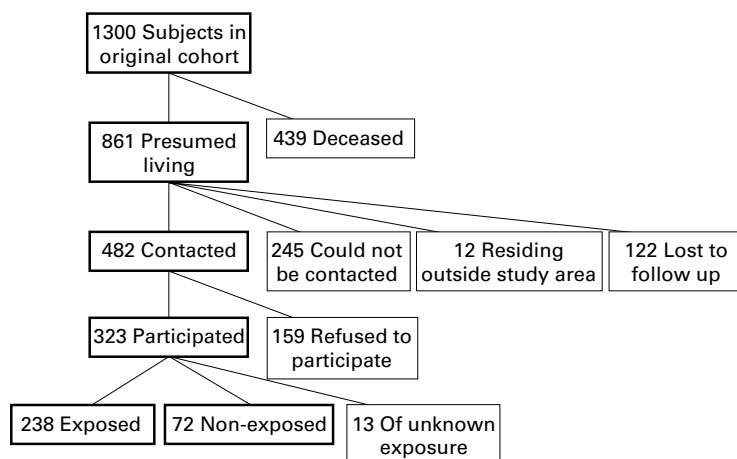 1300 Subjects in
original cohort
861 Presumed
living
439 Deceased
482 Contacted
245 Could not
be contacted
12 Residing
outside study area
122 Lost to
follow up
323 Participated
159 Refused to
participate
238 Exposed
72 Non-exposed
13 Of unknown
exposure